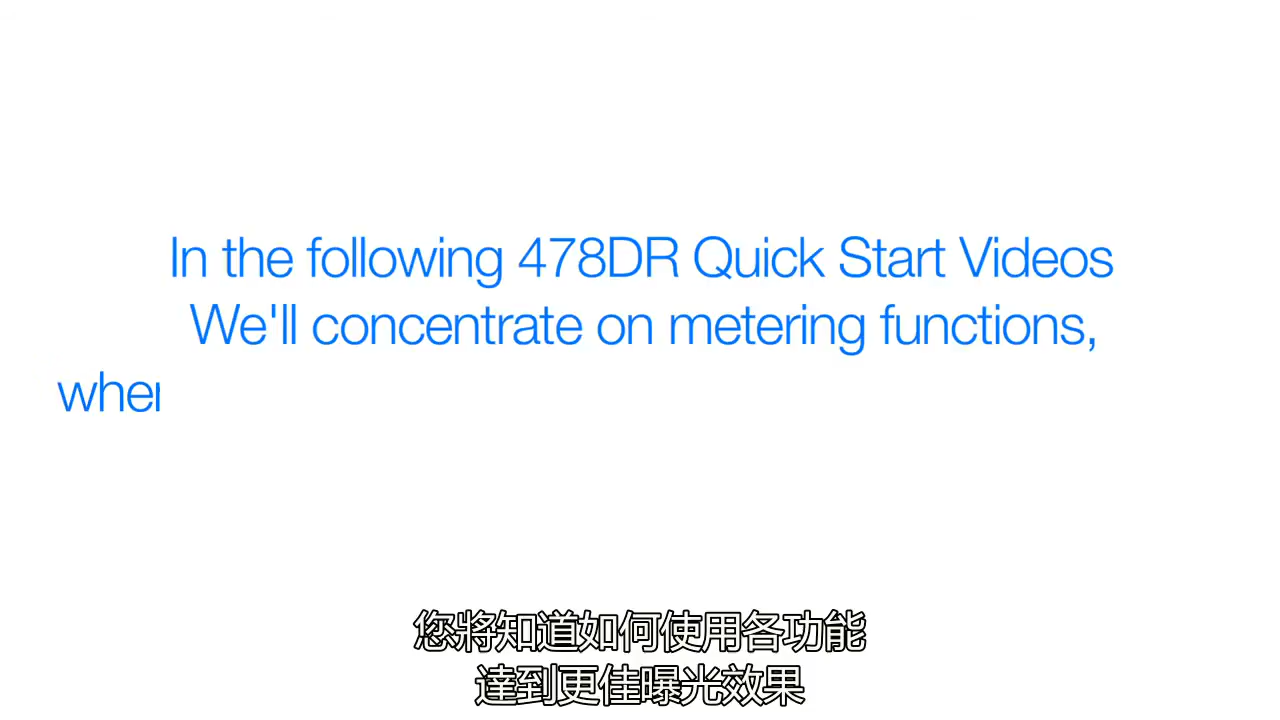 In the following 478DR Quick Start Videos
We'll concentrate on metering functions,
您將知道如何使用各功能
達到更佳曝光效果